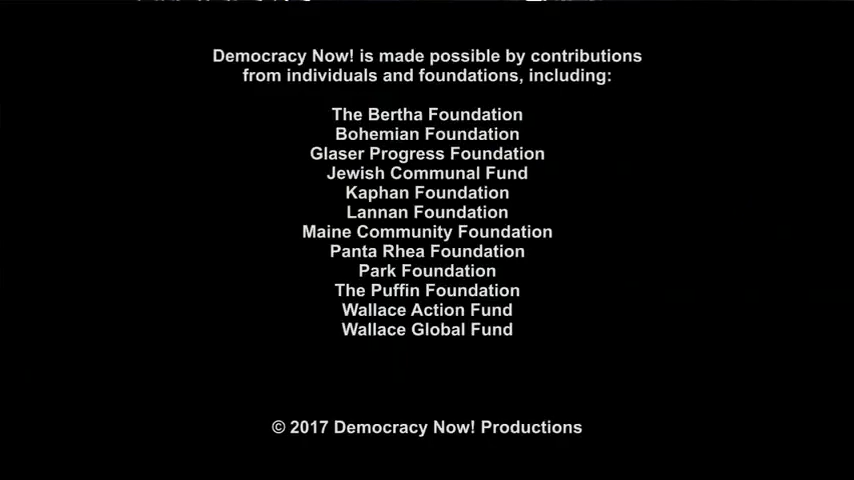 Democracy Now! is made possible by contributions
from individuals and foundations, including:
The Bertha Foundation
Bohemian Foundation
Glaser Progress Foundation
Jewish Communal Fund
Kaphan Foundation
Lannan Foundation
Maine Community Foundation
Panta Rhea Foundation
Park Foundation
The Puffin Foundation
Wallace Action Fund
Wallace Global Fund
© 2017 Democracy Now! Productions